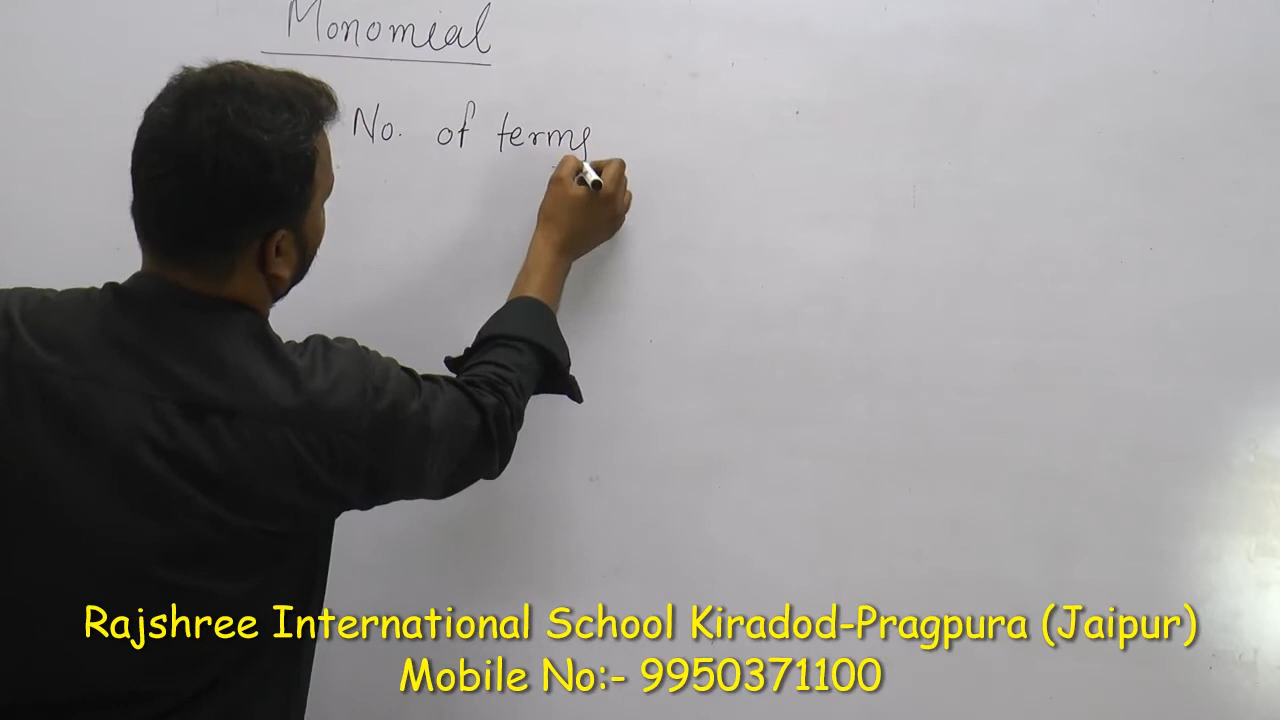 Monomial
No. of terms
Rajshree International School Kiradod-Pragpura (Jaipur)
Mobile No:- 9950371100